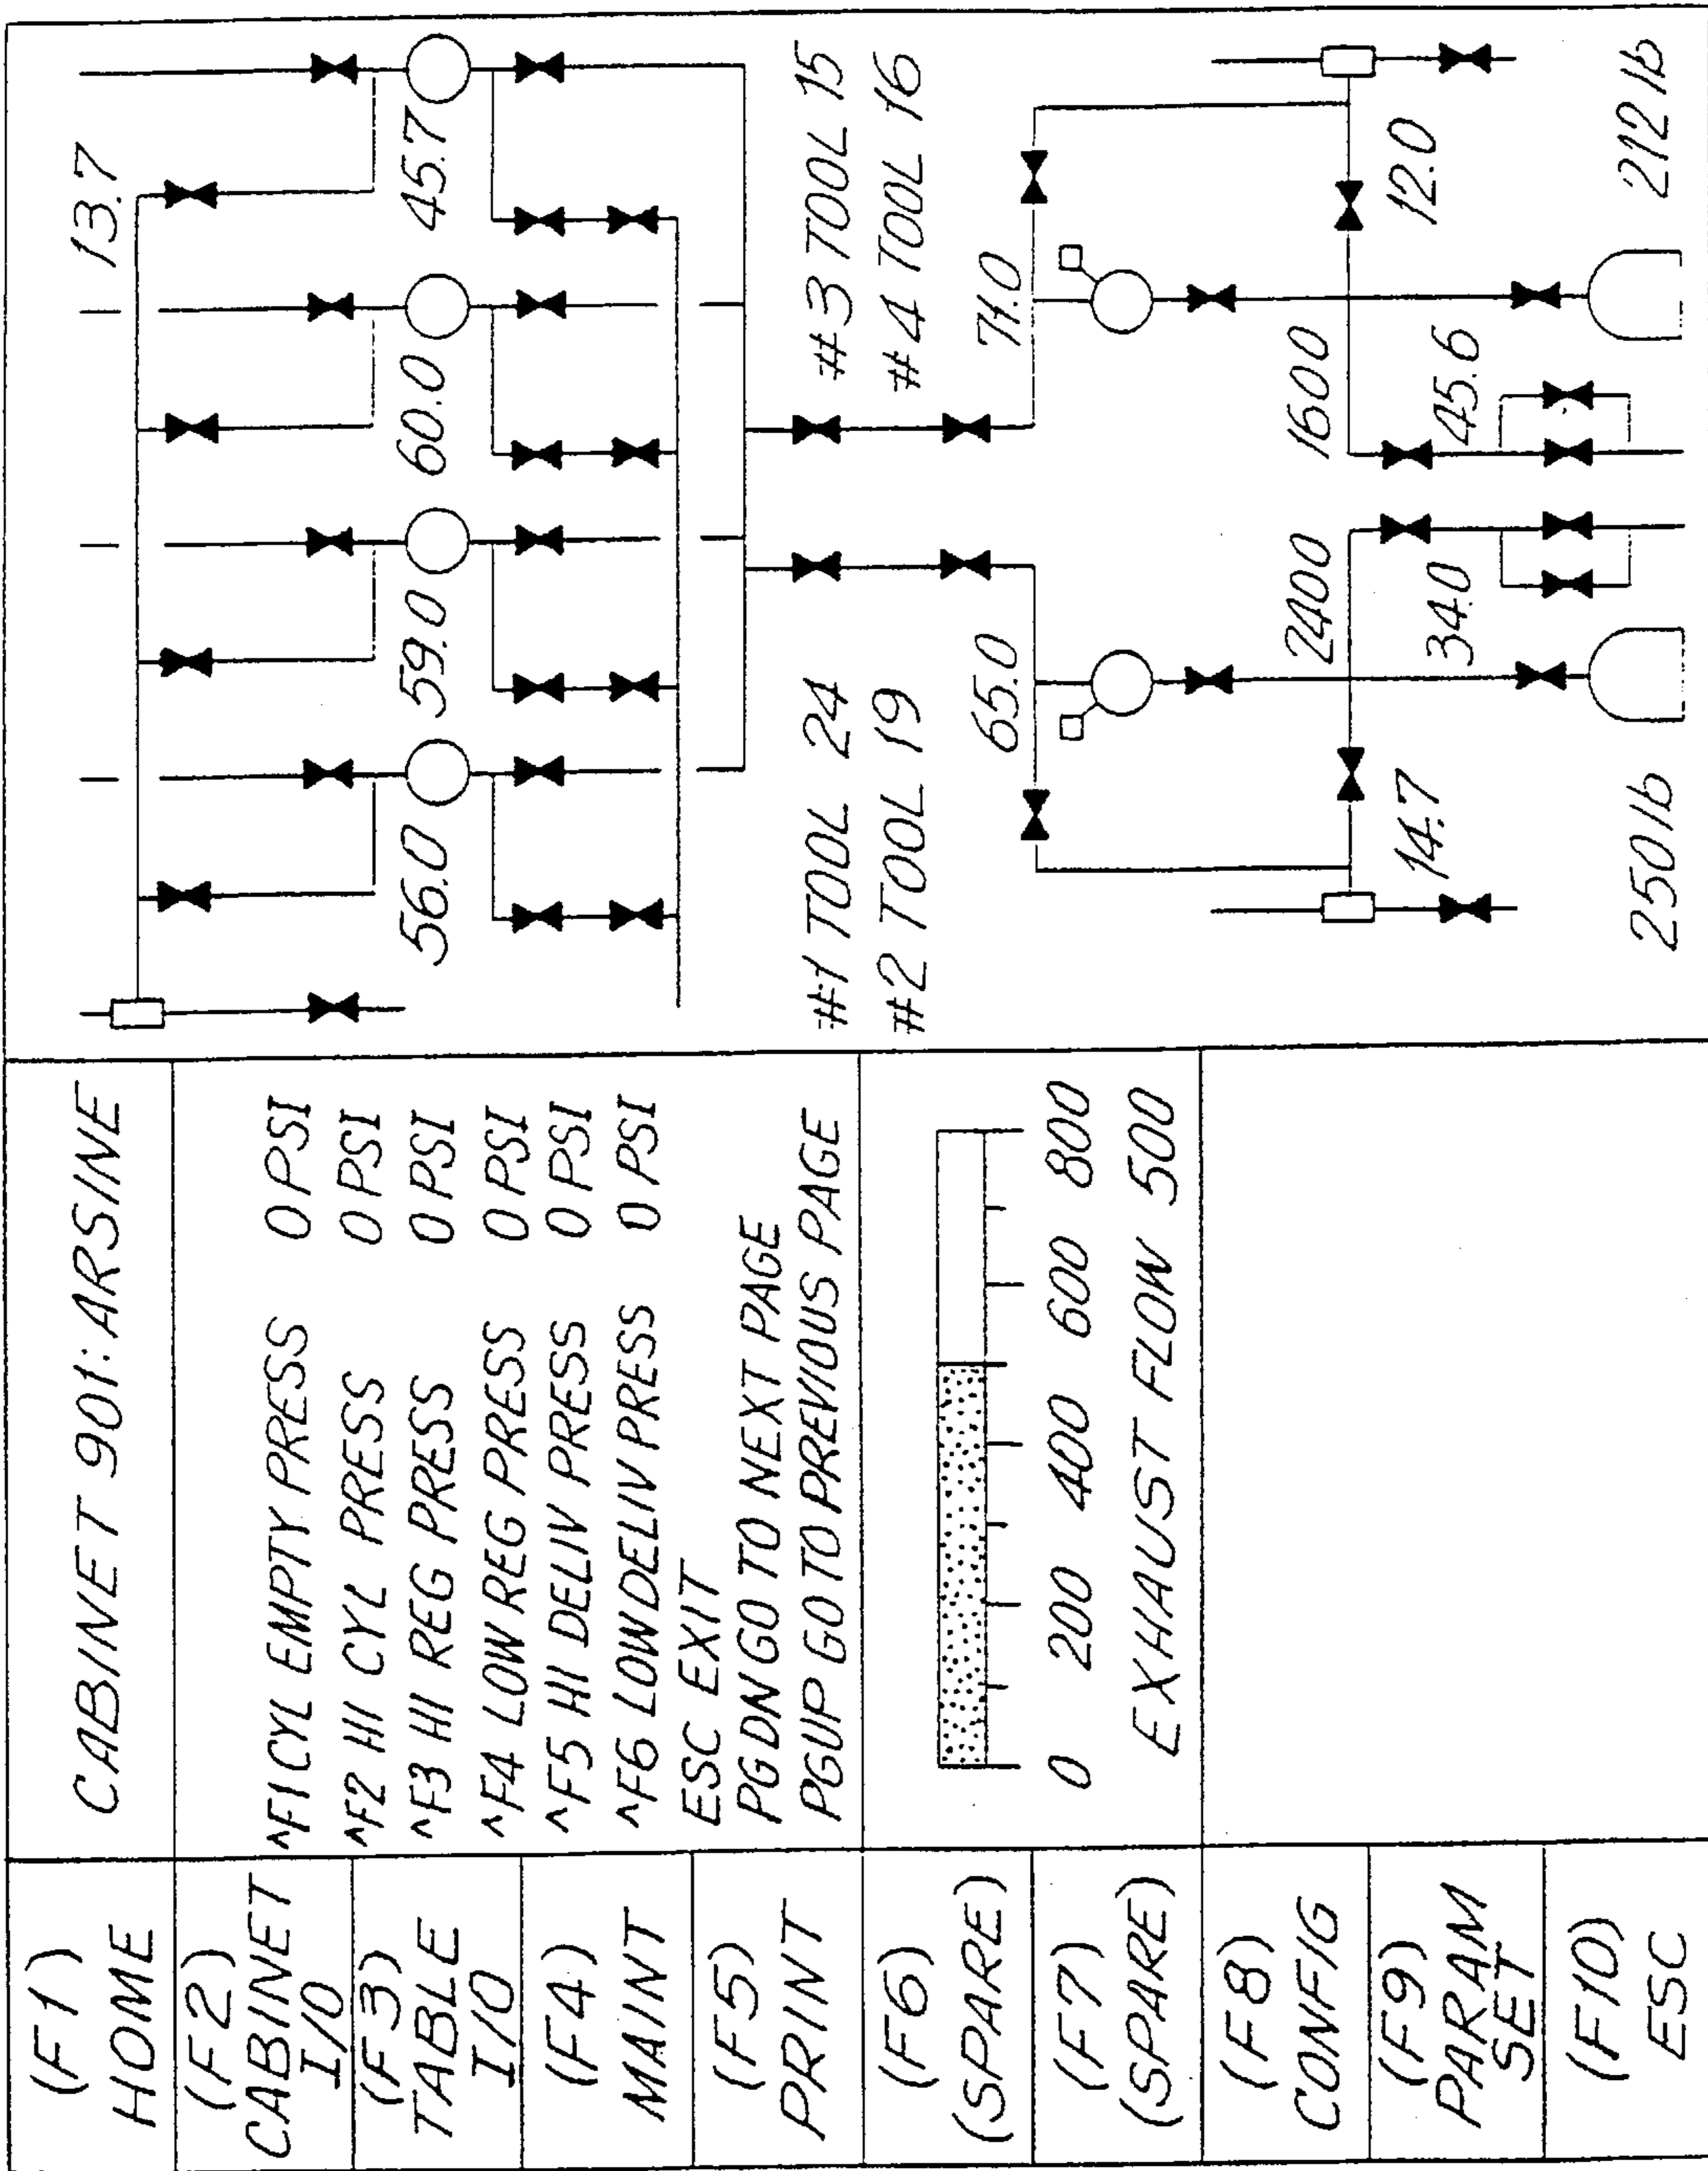 (F1)
HOME
(F2)
CABINET
I/O
(F3)
TABLE
I/O
(F4)
MAINT
(F5)
PRINT
(F6)
(SPARE)
(F7)
(SPARE)
(F8)
CONFIG
(F9)
PARAM
SET
(F10)
ESC
CABINET 901:ARSINE
^F1 CYL EMPTY PRESS 0 PSI
^F2 HI CYL PRESS 0 PSI
^F3 HI REG PRESS 0 PSI
^F4 LOW REG PRESS 0 PSI
^F5 HI DELIV PRESS 0 PSI
^F6 LOW DELIV PRESS 0 PSI
ESC EXIT
PGDN GO TO NEXT PAGE
PGUP GO TO PREVIOUS PAGE
0 200 400 600 800
EXHAUST FLOW 500
13.7
56.0 59.0 60.0 45.7
#1 TOOL 24 #3 TOOL 15
#2 TOOL 19 #4 TOOL 16
65.0 71.0
2400 1600
14.7 34.0 45.6 12.0
250 lb 212 lb